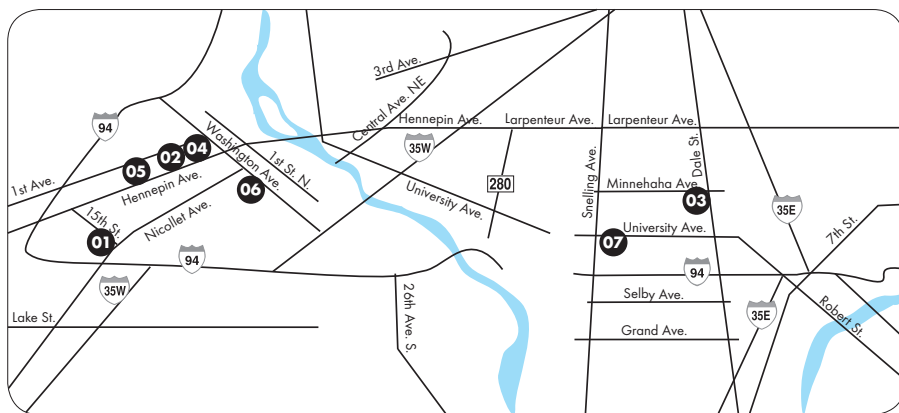 3rd Ave.
Central Ave. NE
94
Hennepin Ave.
Larpenteur Ave.
Larpenteur Ave.
Washington Ave.
1st St. N.
35W
Dale St.
04
02
05
06
280
Snelling Ave.
Minnehaha Ave.
03
1st Ave.
Hennepin Ave.
University Ave.
35E
15th St.
Nicollet Ave.
01
University Ave.
07
7th St.
94
94
35W
26th Ave. S.
Selby Ave.
35E
Robert St.
Lake St.
Grand Ave.